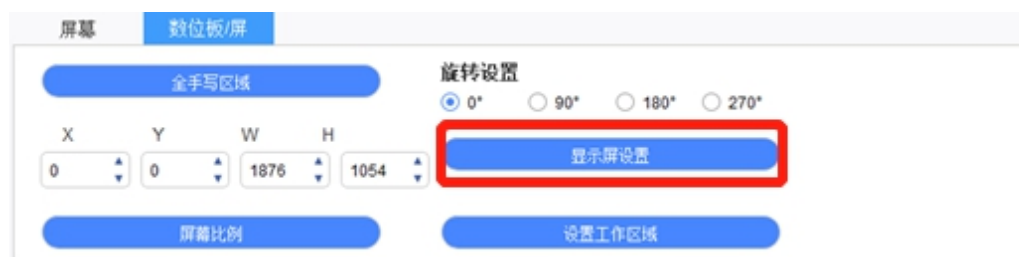 屏幕 数位板/屏
全手写区域
旋转设置
0° 90° 180° 270°
X Y W H
0 0 1876 1054
显示屏设置
屏幕比例
设置工作区域